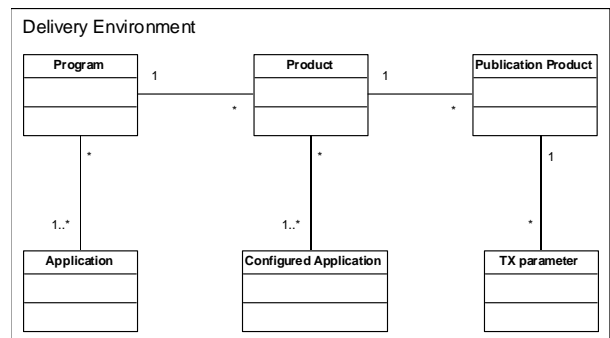 Delivery Environment
Program
Product
Publication Product
1
1
*
*
*
*
1
1..*
1..*
*
Application
Configured Application
TX parameter